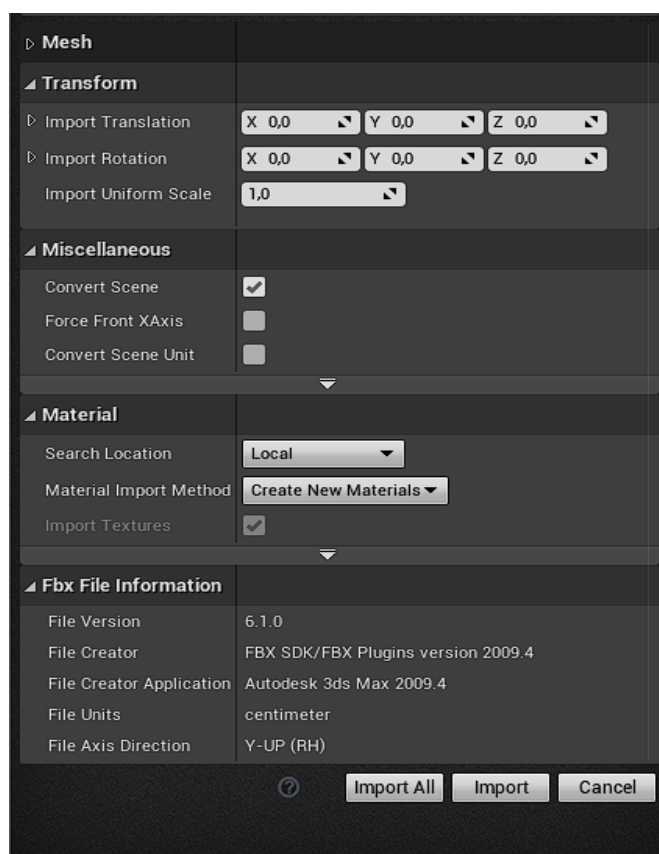 Mesh
Transform
Import Translation X 0,0 Y 0,0 Z 0,0
Import Rotation X 0,0 Y 0,0 Z 0,0
Import Uniform Scale 1,0
Miscellaneous
Convert Scene
Force Front XAxis
Convert Scene Unit
Material
Search Location Local
Material Import Method Create New Materials
Import Textures
Fbx File Information
File Version 6.1.0
File Creator FBX SDK/FBX Plugins version 2009.4
File Creator Application Autodesk 3ds Max 2009.4
File Units centimeter
File Axis Direction Y-UP (RH)
? Import All Import Cancel